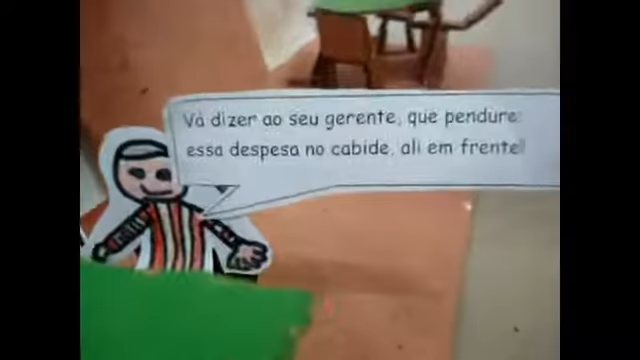 Vá dizer ao seu gerente, que pendure
essa despesa no cabide, ali em frente!